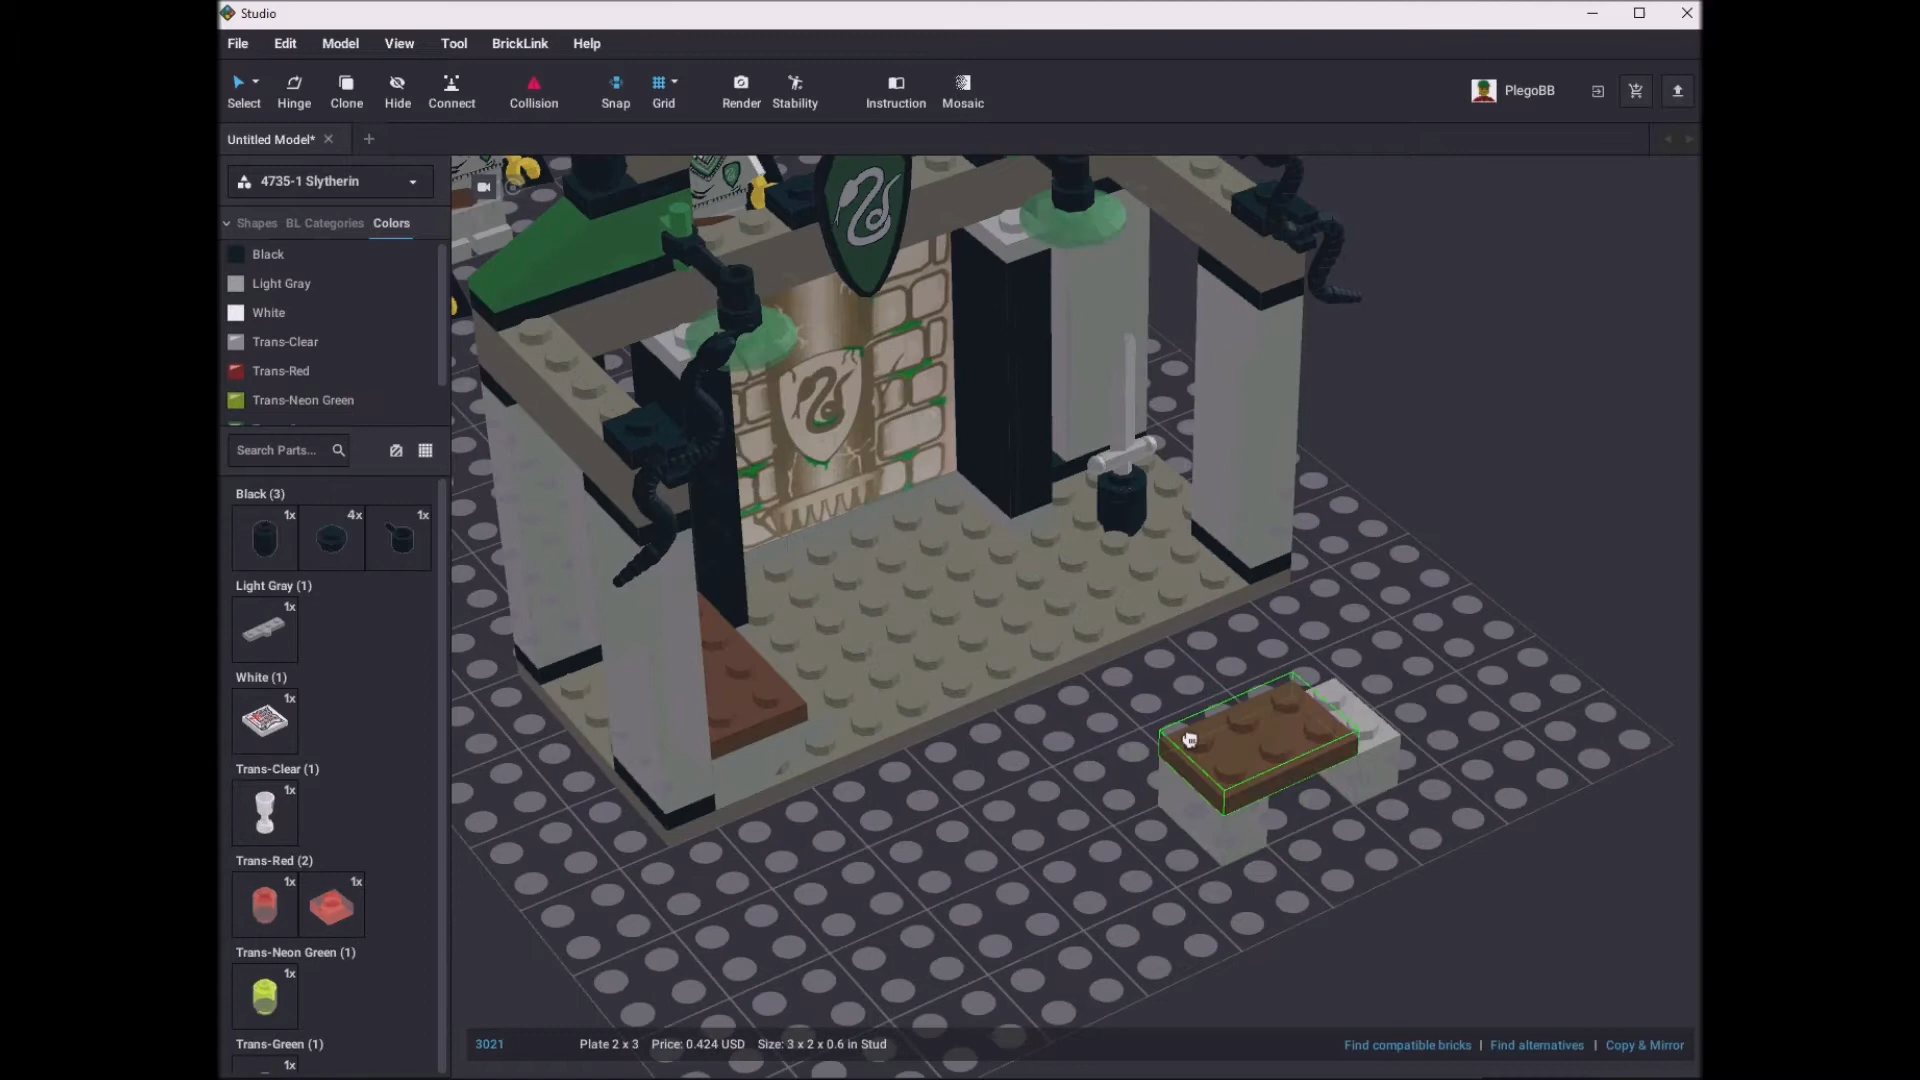 Studio
File Edit Model View Tool BrickLink Help
Select Hinge Clone Hide Connect Collision Snap Grid Render Stability Instruction Mosaic
PlegoBB
Untitled Model*
4735-1 Slytherin
Shapes BL Categories Colors
Black
Light Gray
White
Trans-Clear
Trans-Red
Trans-Neon Green
Search Parts...
Black (3)
1x 4x 1x
Light Gray (1)
1x
White (1)
1x
Trans-Clear (1)
1x
Trans-Red (2)
1x 1x
Trans-Neon Green (1)
1x
Trans-Green (1)
1x
3021 Plate 2 x 3 Price: 0.424 USD Size: 3 x 2 x 0.6 in Stud
Find compatible bricks | Find alternatives | Copy & Mirror